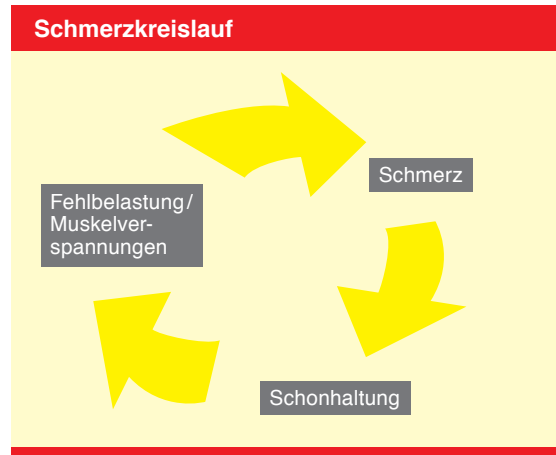 Schmerzkreislauf
Schmerz
Fehlbelastung/
Muskelver-
spannungen
Schonhaltung